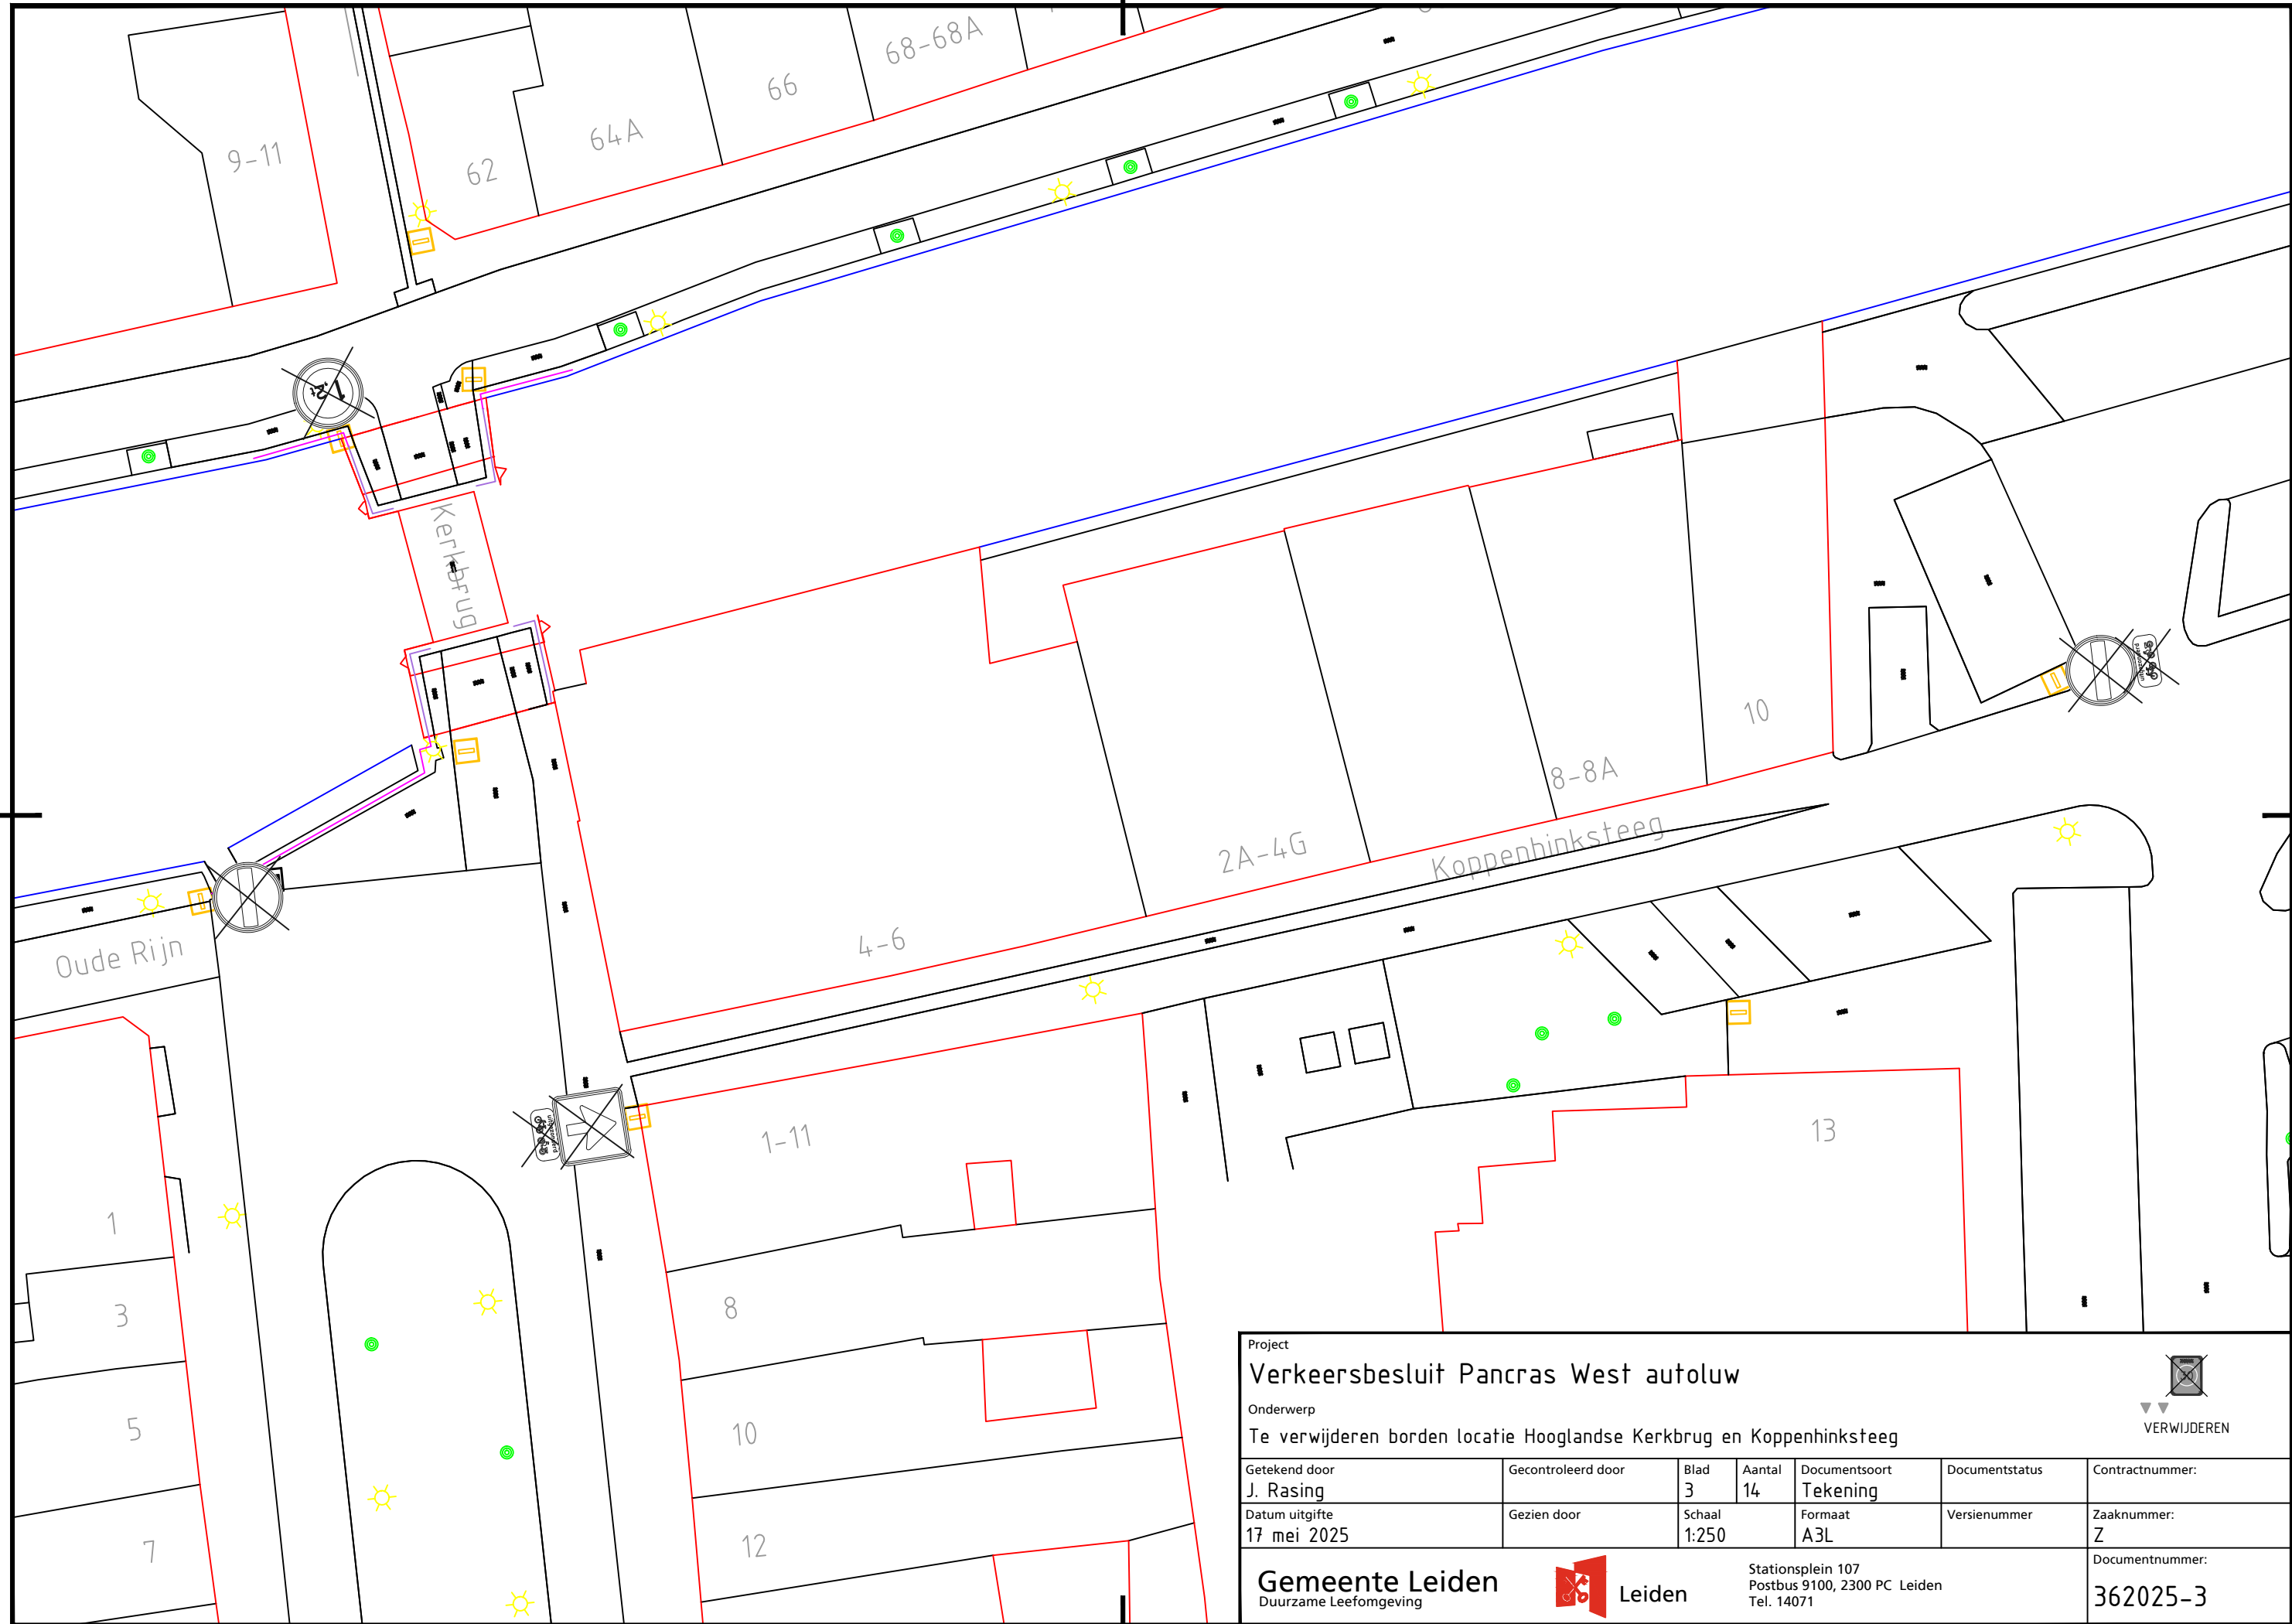 68-68A
66
64A
62
9-11
Kerkbrug
10
8-8A
2A-4G
Koppenhinksteeg
4-6
Oude Rijn
1-11
13
1
3
5
7
8
10
12
Project
Verkeersbesluit Pancras West autoluw
Onderwerp
Te verwijderen borden locatie Hooglandse Kerkbrug en Koppenhinksteeg
VERWIJDEREN
Getekend door
J. Rasing
Gecontroleerd door
Blad
3
Aantal
14
Documentsoort
Tekening
Documentstatus
Contractnummer:
Datum uitgifte
17 mei 2025
Gezien door
Schaal
1:250
Formaat
A3L
Versienummer
Zaaknummer:
Z
Gemeente Leiden
Duurzame Leefomgeving
Leiden
Stationsplein 107
Postbus 9100, 2300 PC Leiden
Tel. 14071
Documentnummer:
362025-3